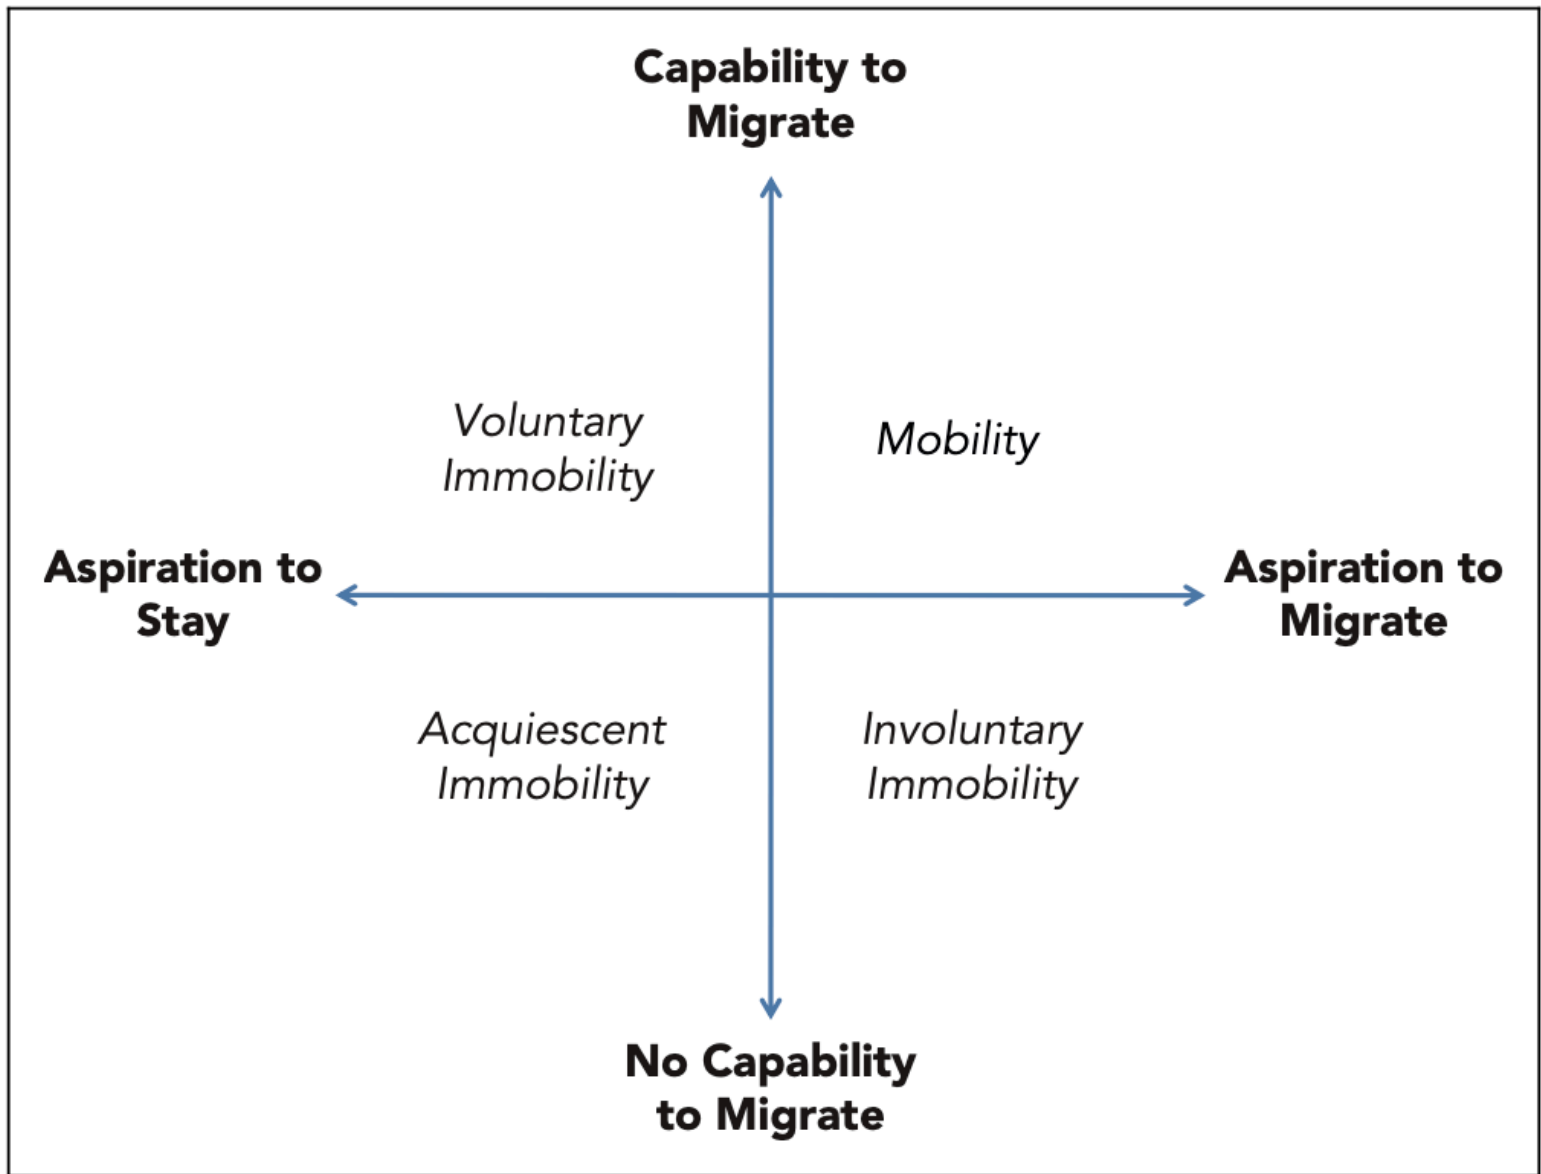 Capability to
Migrate
Voluntary
Immobility
Mobility
Aspiration to
Stay
Aspiration to
Migrate
Acquiescent
Immobility
Involuntary
Immobility
No Capability
to Migrate